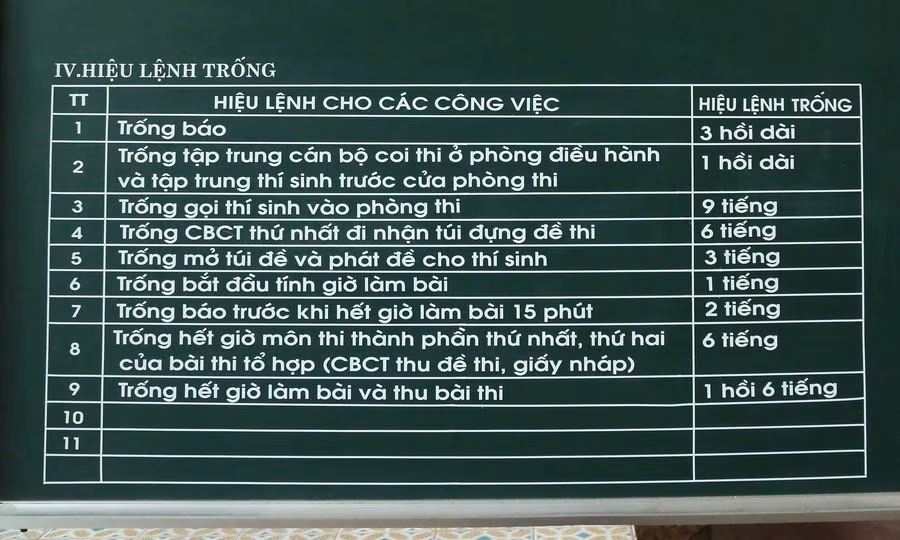 IV.HIỆU LỆNH TRỐNG
TT HIỆU LỆNH CHO CÁC CÔNG VIỆC HIỆU LỆNH TRỐNG
1 Trống báo 3 hồi dài
2 Trống tập trung cán bộ coi thi ở phòng điều hành 1 hồi dài
và tập trung thí sinh trước cửa phòng thi
3 Trống gọi thí sinh vào phòng thi 9 tiếng
4 Trống CBCT thứ nhất đi nhận túi đựng đề thi 6 tiếng
5 Trống mở túi đề và phát đề cho thí sinh 3 tiếng
6 Trống bắt đầu tính giờ làm bài 1 tiếng
7 Trống báo trước khi hết giờ làm bài 15 phút 2 tiếng
8 Trống hết giờ môn thi thành phần thứ nhất, thứ hai 6 tiếng
của bài thi tổ hợp (CBCT thu đề thi, giấy nháp)
9 Trống hết giờ làm bài và thu bài thi 1 hồi 6 tiếng
10
11